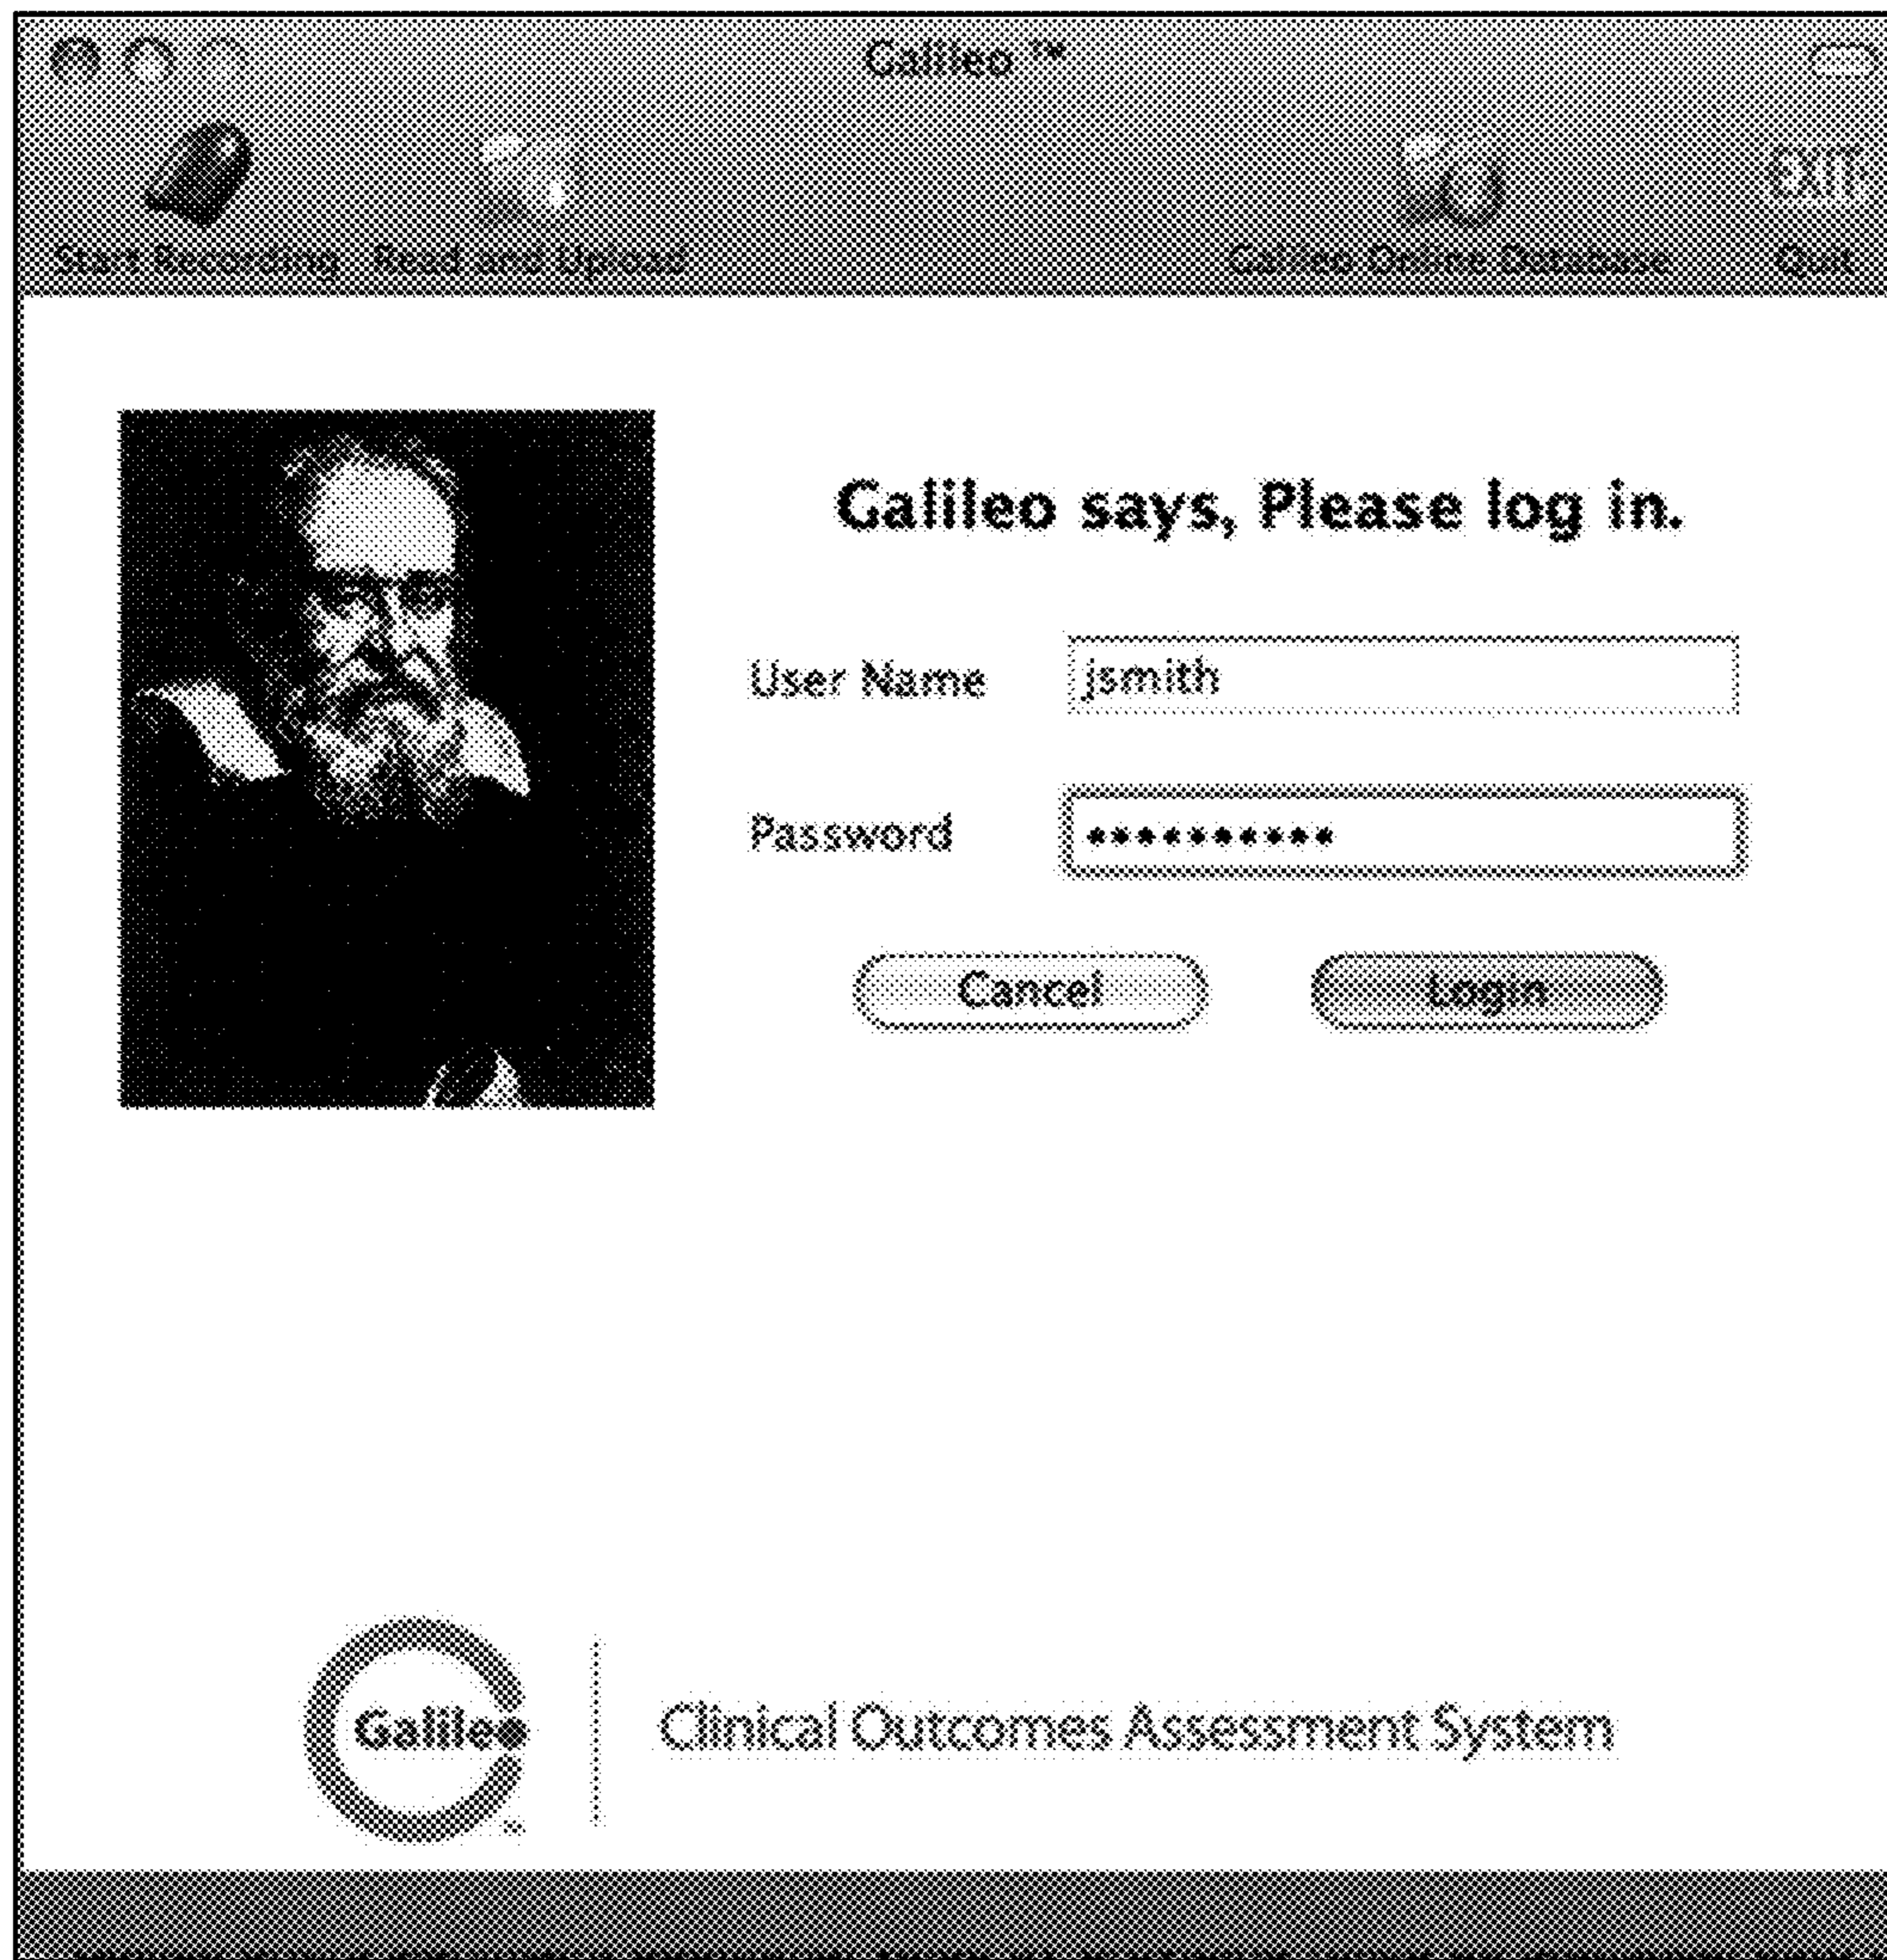 Galileo ™
Start Recording Read and Upload Galileo Online Database Quit
Galileo says, Please log in.
User Name jsmith
Password ••••••••••
Cancel Login
Galileo Clinical Outcomes Assessment System